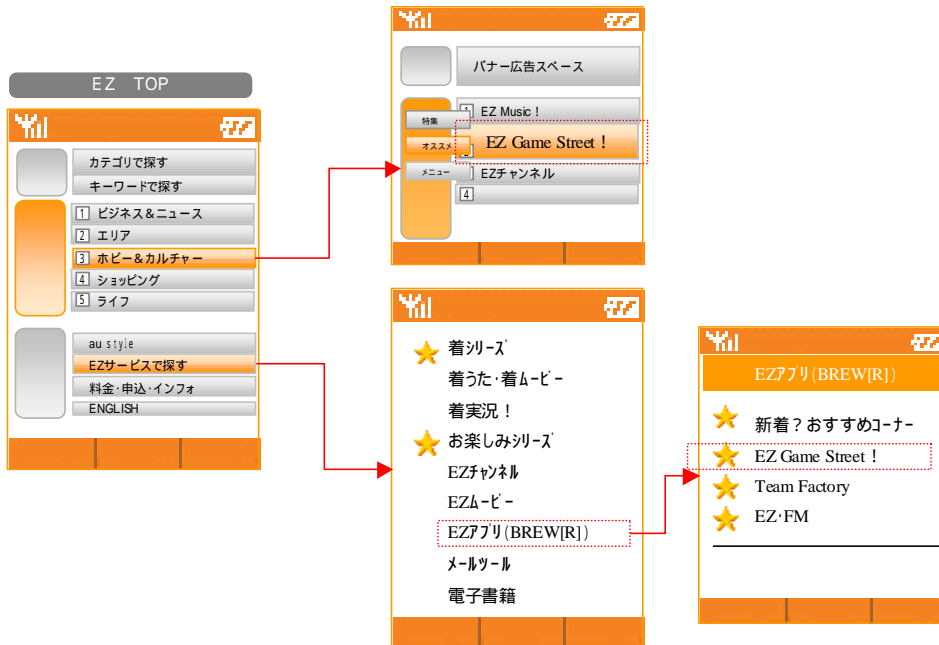 EZ TOP
カテゴリで探す
キーワードで探す
1 ビジネス＆ニュース
2 エリア
3 ホビー＆カルチャー
4 ショッピング
5 ライフ
au style
EZサービスで探す
料金･申込･インフォ
ENGLISH
バナー広告スペース
特集
オススメ
メニュー
EZ Music！
EZ Game Street！
EZチャンネル
4
着ｼﾘｰｽﾞ
着うた･着ﾑｰﾋﾞｰ
着実況！
お楽しみｼﾘｰｽﾞ
EZﾁｬﾝﾈﾙ
EZﾑｰﾋﾞｰ
EZｱﾌﾟﾘ(BREW[R])
ﾒｰﾙﾂｰﾙ
電子書籍
EZｱﾌﾟﾘ(BREW[R])
新着？おすすめｺｰﾅｰ
EZ Game Street！
Team Factory
EZ･FM